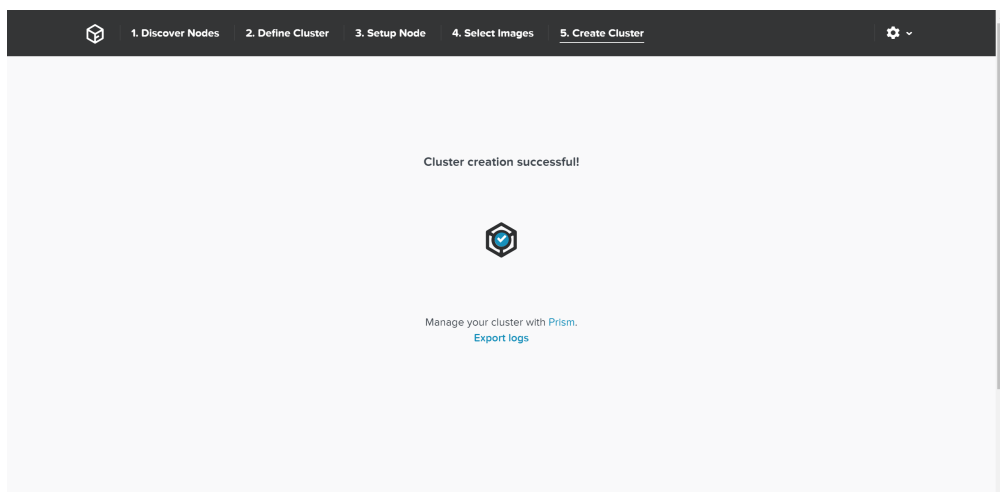 1. Discover Nodes 2. Define Cluster 3. Setup Node 4. Select Images 5. Create Cluster
Cluster creation successful!
Manage your cluster with Prism.
Export logs